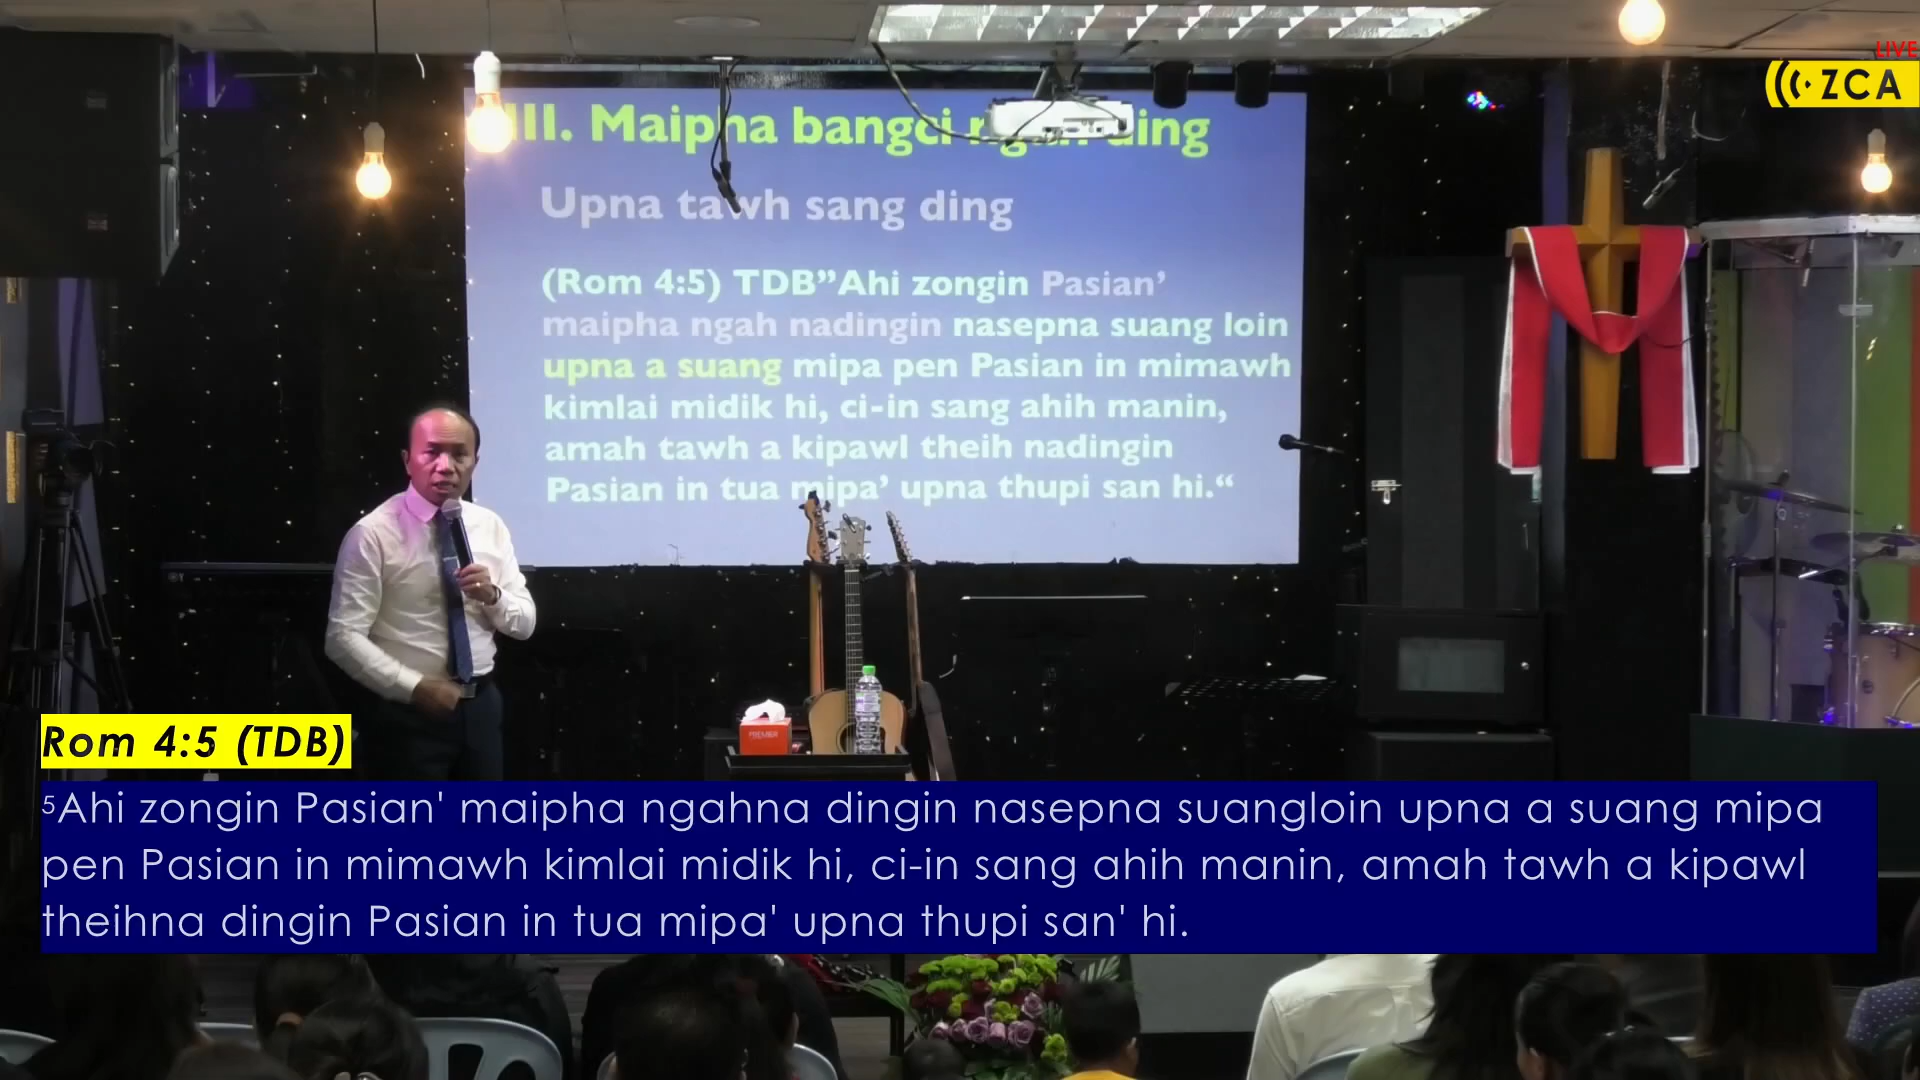 LIVE
ZCA
III. Maipha bangci ngah ding
Upna tawh sang ding
(Rom 4:5) TDB”Ahi zongin Pasian’
maipha ngah nadingin nasepna suang loin
upna a suang mipa pen Pasian in mimawh
kimlai midik hi, ci-in sang ahih manin,
amah tawh a kipawl theih nadingin
Pasian in tua mipa’ upna thupi san hi.“
PREMIER
Rom 4:5 (TDB)
⁵Ahi zongin Pasian' maipha ngahna dingin nasepna suangloin upna a suang mipa
pen Pasian in mimawh kimlai midik hi, ci-in sang ahih manin, amah tawh a kipawl
theihna dingin Pasian in tua mipa' upna thupi san' hi.